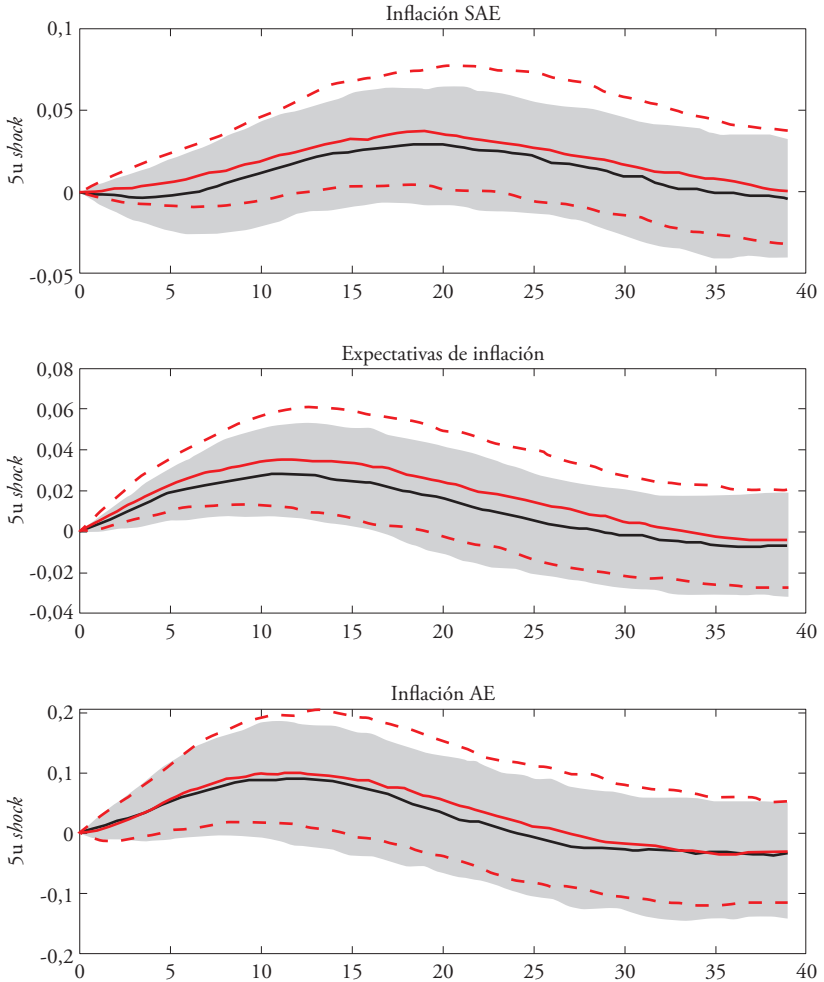 Inflación SAE
0,1
0,05
0
-0,05
5u shock
0 5 10 15 20 25 30 35 40
Expectativas de inflación
0,08
0,06
0,04
0,02
0
-0,02
-0,04
5u shock
0 5 10 15 20 25 30 35 40
Inflación AE
0,2
0,1
0
-0,1
-0,2
5u shock
0 5 10 15 20 25 30 35 40